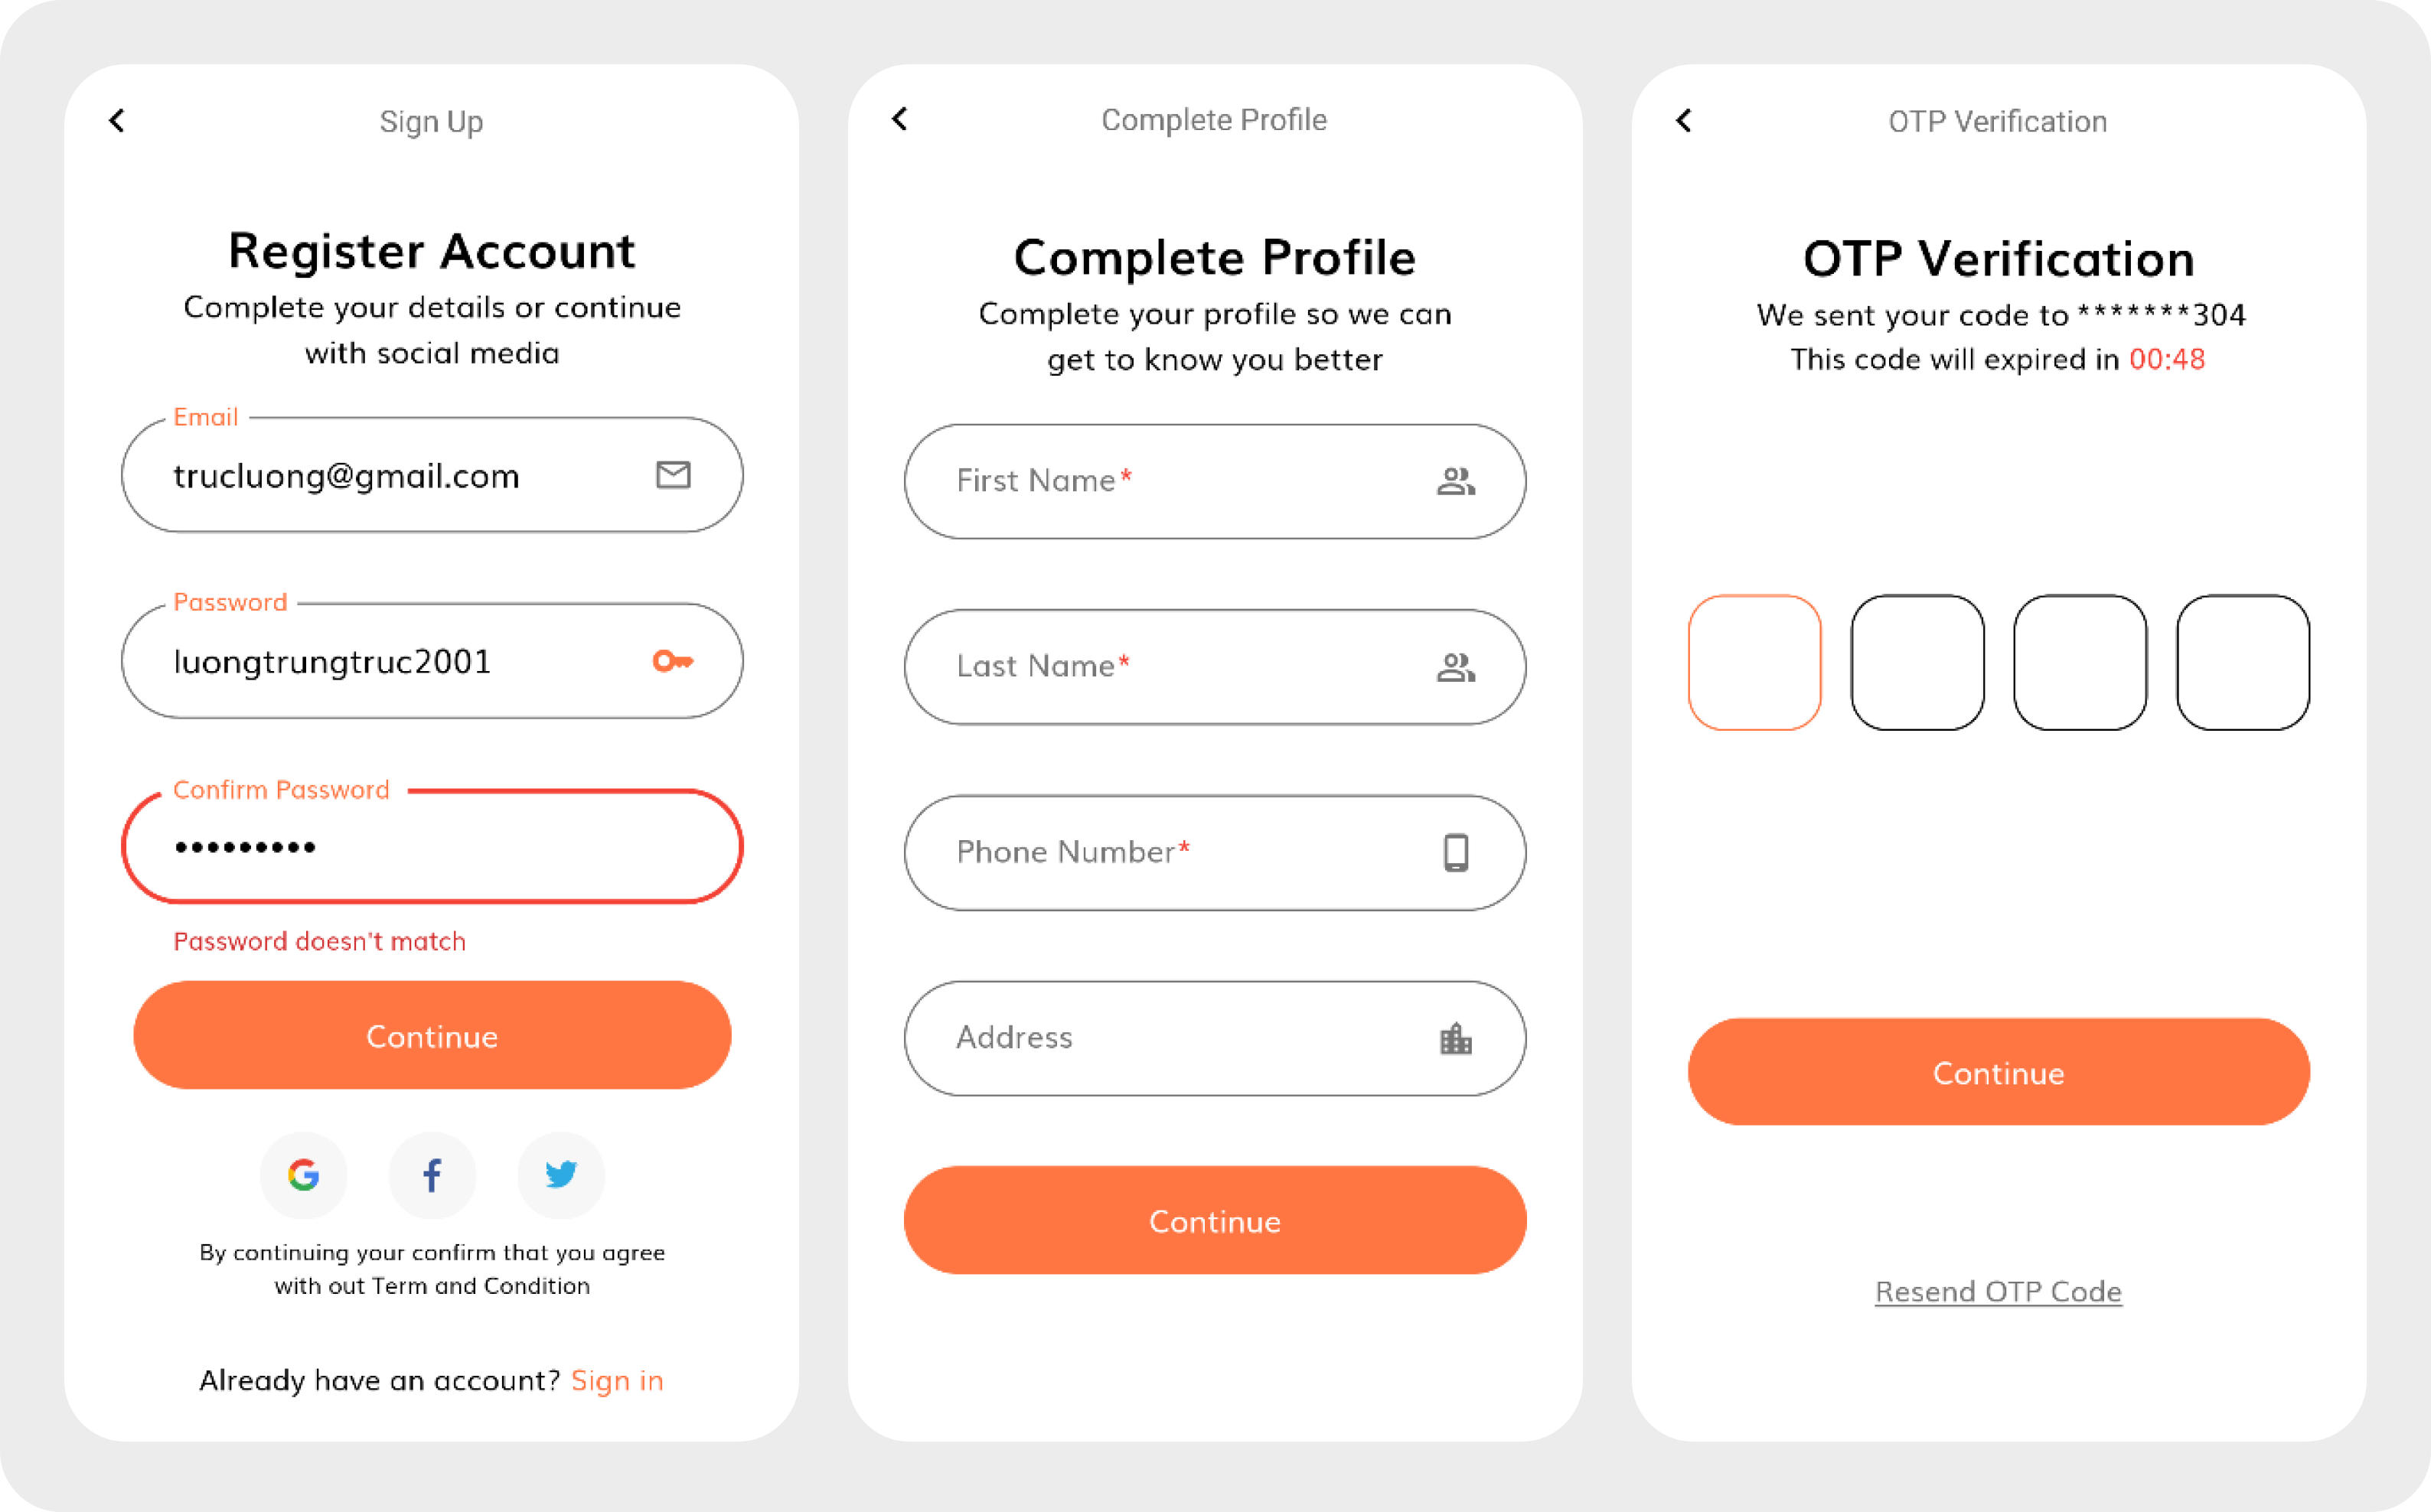 Sign Up
Register Account
Complete your details or continue
with social media
Email
trucluong@gmail.com
Password
luongtrungtruc2001
Confirm Password
•••••••••
Password doesn't match
Continue
By continuing your confirm that you agree
with out Term and Condition
Already have an account? Sign in
Complete Profile
Complete Profile
Complete your profile so we can
get to know you better
First Name*
Last Name*
Phone Number*
Address
Continue
OTP Verification
OTP Verification
We sent your code to *******304
This code will expired in 00:48
Continue
Resend OTP Code